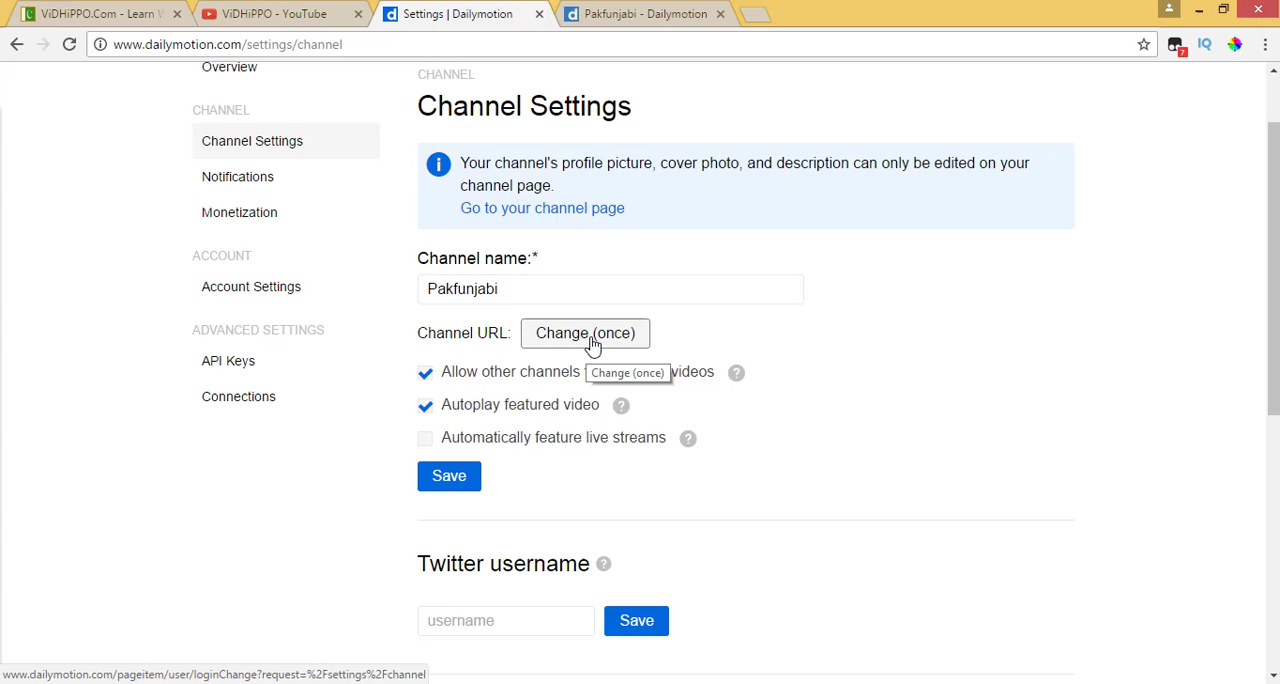 ViDHiPPO.Com - Learn
ViDHiPPO - YouTube
Settings | Dailymotion
Pakfunjabi - Dailymotion
www.dailymotion.com/settings/channel
7
IQ
Overview
CHANNEL
Channel Settings
Notifications
Monetization
ACCOUNT
Account Settings
ADVANCED SETTINGS
API Keys
Connections
CHANNEL
Channel Settings
Your channel's profile picture, cover photo, and description can only be edited on your
channel page.
Go to your channel page
Channel name:*
Pakfunjabi
Channel URL: Change (once)
Allow other channels videos ?
Change (once)
Autoplay featured video ?
Automatically feature live streams ?
Save
Twitter username ?
username Save
www.dailymotion.com/pageitem/user/loginChange?request=%2Fsettings%2Fchannel